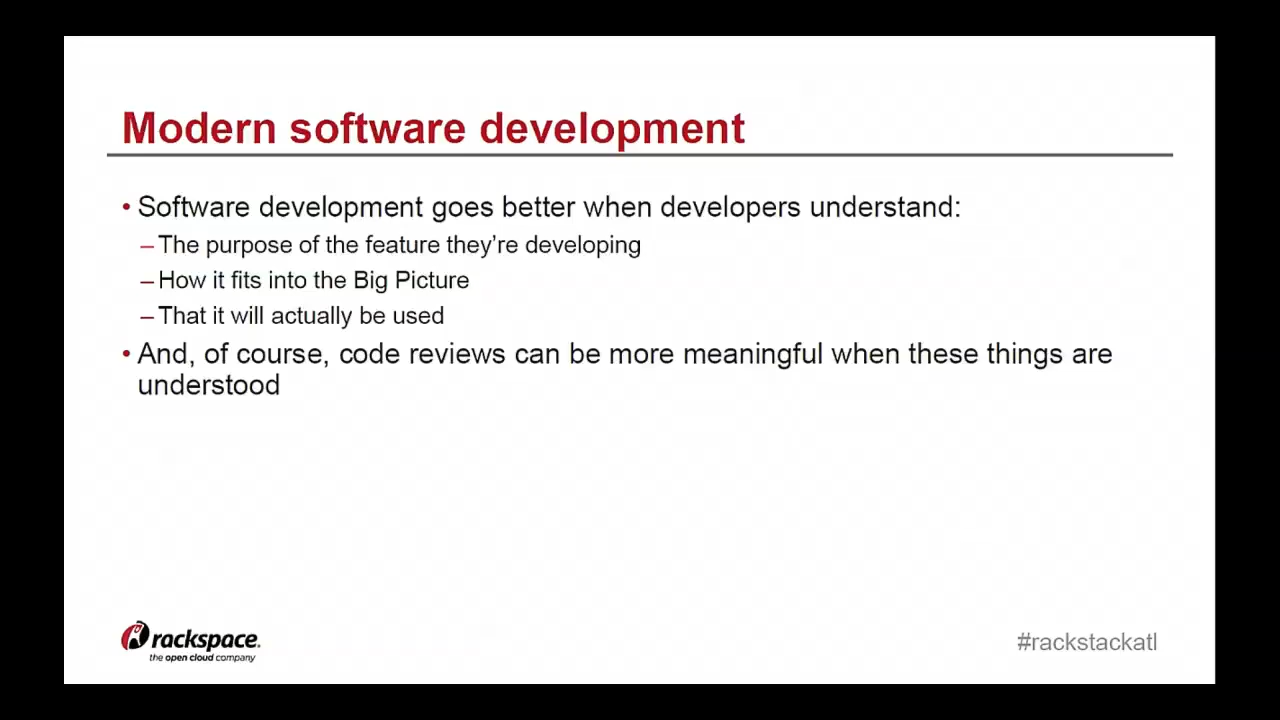 Modern software development
• Software development goes better when developers understand:
– The purpose of the feature they’re developing
– How it fits into the Big Picture
– That it will actually be used
• And, of course, code reviews can be more meaningful when these things are
understood
rackspace.
the open cloud company
#rackstackatl